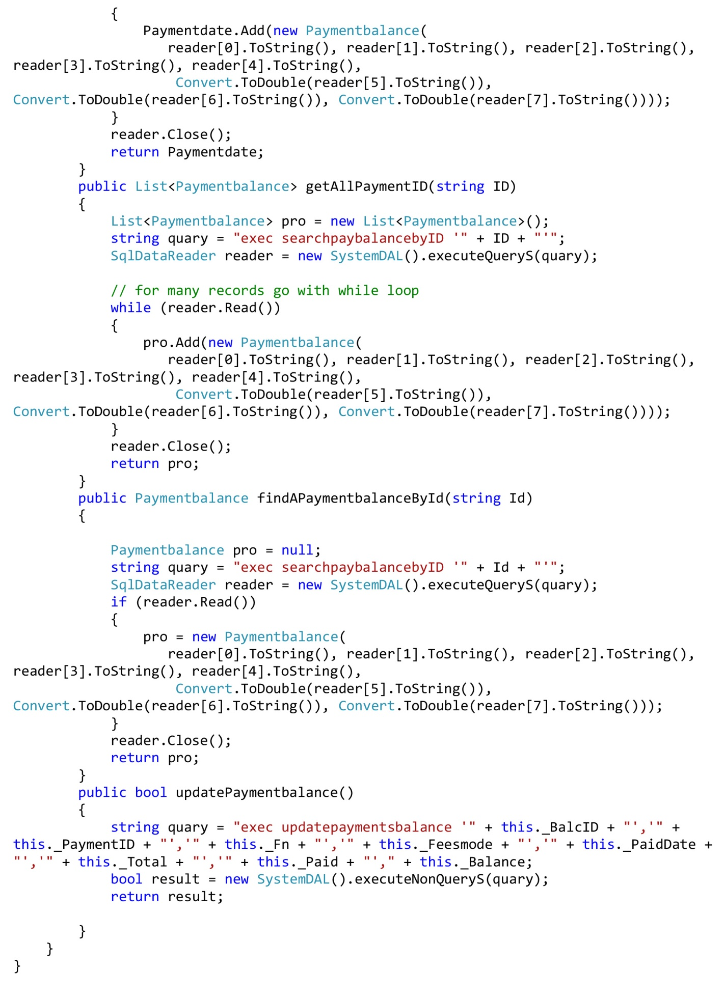 {
Paymentdate.Add(new Paymentbalance(
reader[0].ToString(), reader[1].ToString(), reader[2].ToString(),
reader[3].ToString(), reader[4].ToString(),
Convert.ToDouble(reader[5].ToString()),
Convert.ToDouble(reader[6].ToString()), Convert.ToDouble(reader[7].ToString())));
}
reader.Close();
return Paymentdate;
}
public List<Paymentbalance> getAllPaymentID(string ID)
{
List<Paymentbalance> pro = new List<Paymentbalance>();
string quary = "exec searchpaybalancebyID '" + ID + "'";
SqlDataReader reader = new SystemDAL().executeQueryS(quary);
// for many records go with while loop
while (reader.Read())
{
pro.Add(new Paymentbalance(
reader[0].ToString(), reader[1].ToString(), reader[2].ToString(),
reader[3].ToString(), reader[4].ToString(),
Convert.ToDouble(reader[5].ToString()),
Convert.ToDouble(reader[6].ToString()), Convert.ToDouble(reader[7].ToString())));
}
reader.Close();
return pro;
}
public Paymentbalance findAPaymentbalanceById(string Id)
{
Paymentbalance pro = null;
string quary = "exec searchpaybalancebyID '" + Id + "'";
SqlDataReader reader = new SystemDAL().executeQueryS(quary);
if (reader.Read())
{
pro = new Paymentbalance(
reader[0].ToString(), reader[1].ToString(), reader[2].ToString(),
reader[3].ToString(), reader[4].ToString(),
Convert.ToDouble(reader[5].ToString()),
Convert.ToDouble(reader[6].ToString()), Convert.ToDouble(reader[7].ToString()));
}
reader.Close();
return pro;
}
public bool updatePaymentbalance()
{
string quary = "exec updatepaymentsbalance '" + this._BalcID + "','" +
this._PaymentID + "','" + this._Fn + "','" + this._Feesmode + "','" + this._PaidDate +
"','" + this._Total + "','" + this._Paid + "'," + this._Balance;
bool result = new SystemDAL().executeNonQueryS(quary);
return result;
}
}
}